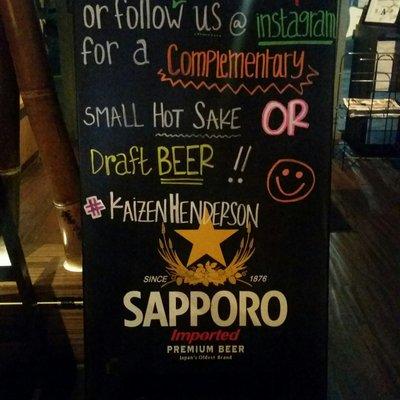 or follow us @ instagram
for a Complementary
SMALL HOT SAKE OR
Draft BEER !!
# KAIZENHENDERSON
SINCE 1876
SAPPORO
Imported
PREMIUM BEER
Japan's Oldest Brand